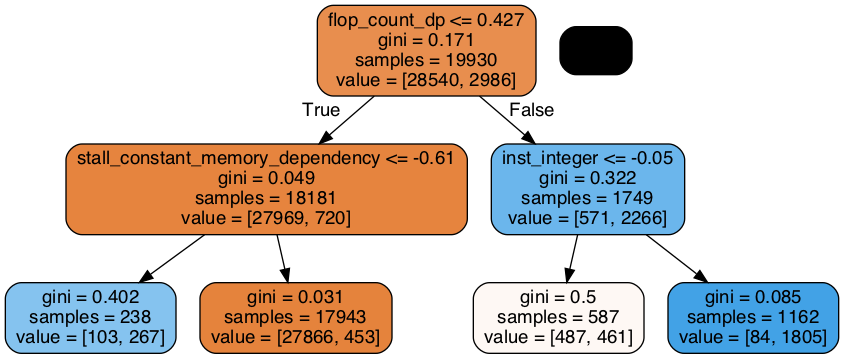 flop_count_dp <= 0.427
gini = 0.171
samples = 19930
value = [28540, 2986]
True
False
stall_constant_memory_dependency <= -0.61
gini = 0.049
samples = 18181
value = [27969, 720]
inst_integer <= -0.05
gini = 0.322
samples = 1749
value = [571, 2266]
gini = 0.402
samples = 238
value = [103, 267]
gini = 0.031
samples = 17943
value = [27866, 453]
gini = 0.5
samples = 587
value = [487, 461]
gini = 0.085
samples = 1162
value = [84, 1805]